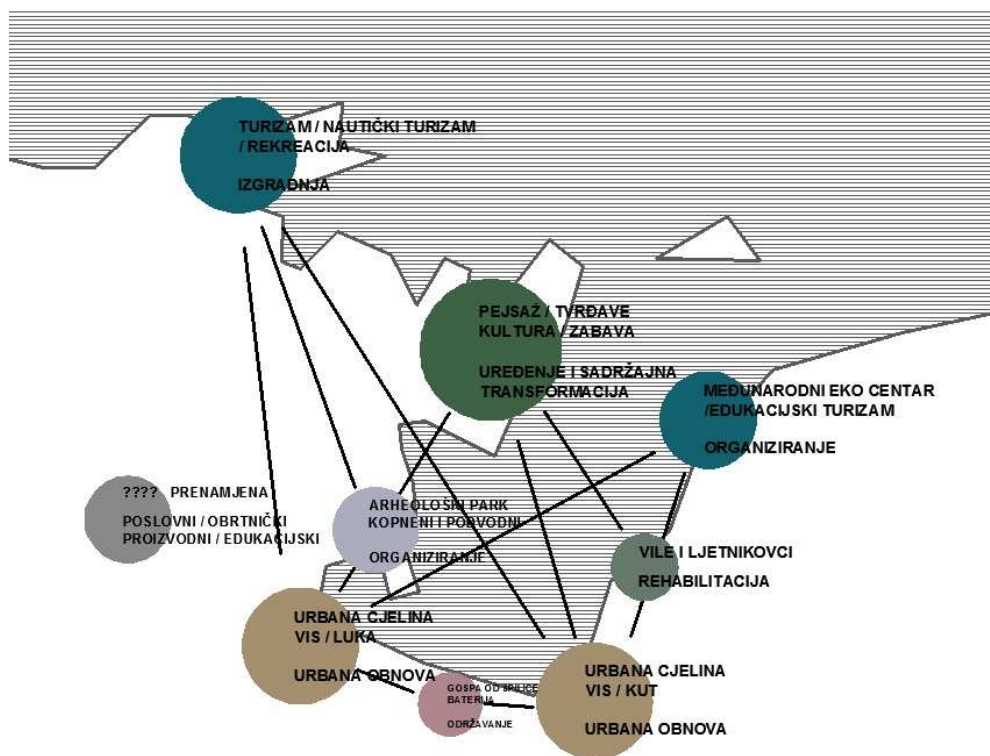 TURIZAM / NAUTIČKI TURIZAM
/ REKREACIJA
IZGRADNJA
PEJSAŽ / TVRĐAVE
KULTURA / ZABAVA
UREĐENJE I SADRŽAJNA
TRANSFORMACIJA
MEĐUNARODNI EKO CENTAR
/EDUKACIJSKI TURIZAM
ORGANIZIRANJE
???? PRENAMJENA
POSLOVNI / OBRTNIČKI
PROIZVODNI / EDUKACIJSKI
ARHEOLOŠKI PARK
KOPNENI I PODVODNI
ORGANIZIRANJE
VILE I LJETNIKOVCI
REHABILITACIJA
URBANA CJELINA
VIS / LUKA
URBANA OBNOVA
GOSPA OD SPILICE
BATERIJA
ODRŽAVANJE
URBANA CJELINA
VIS / KUT
URBANA OBNOVA